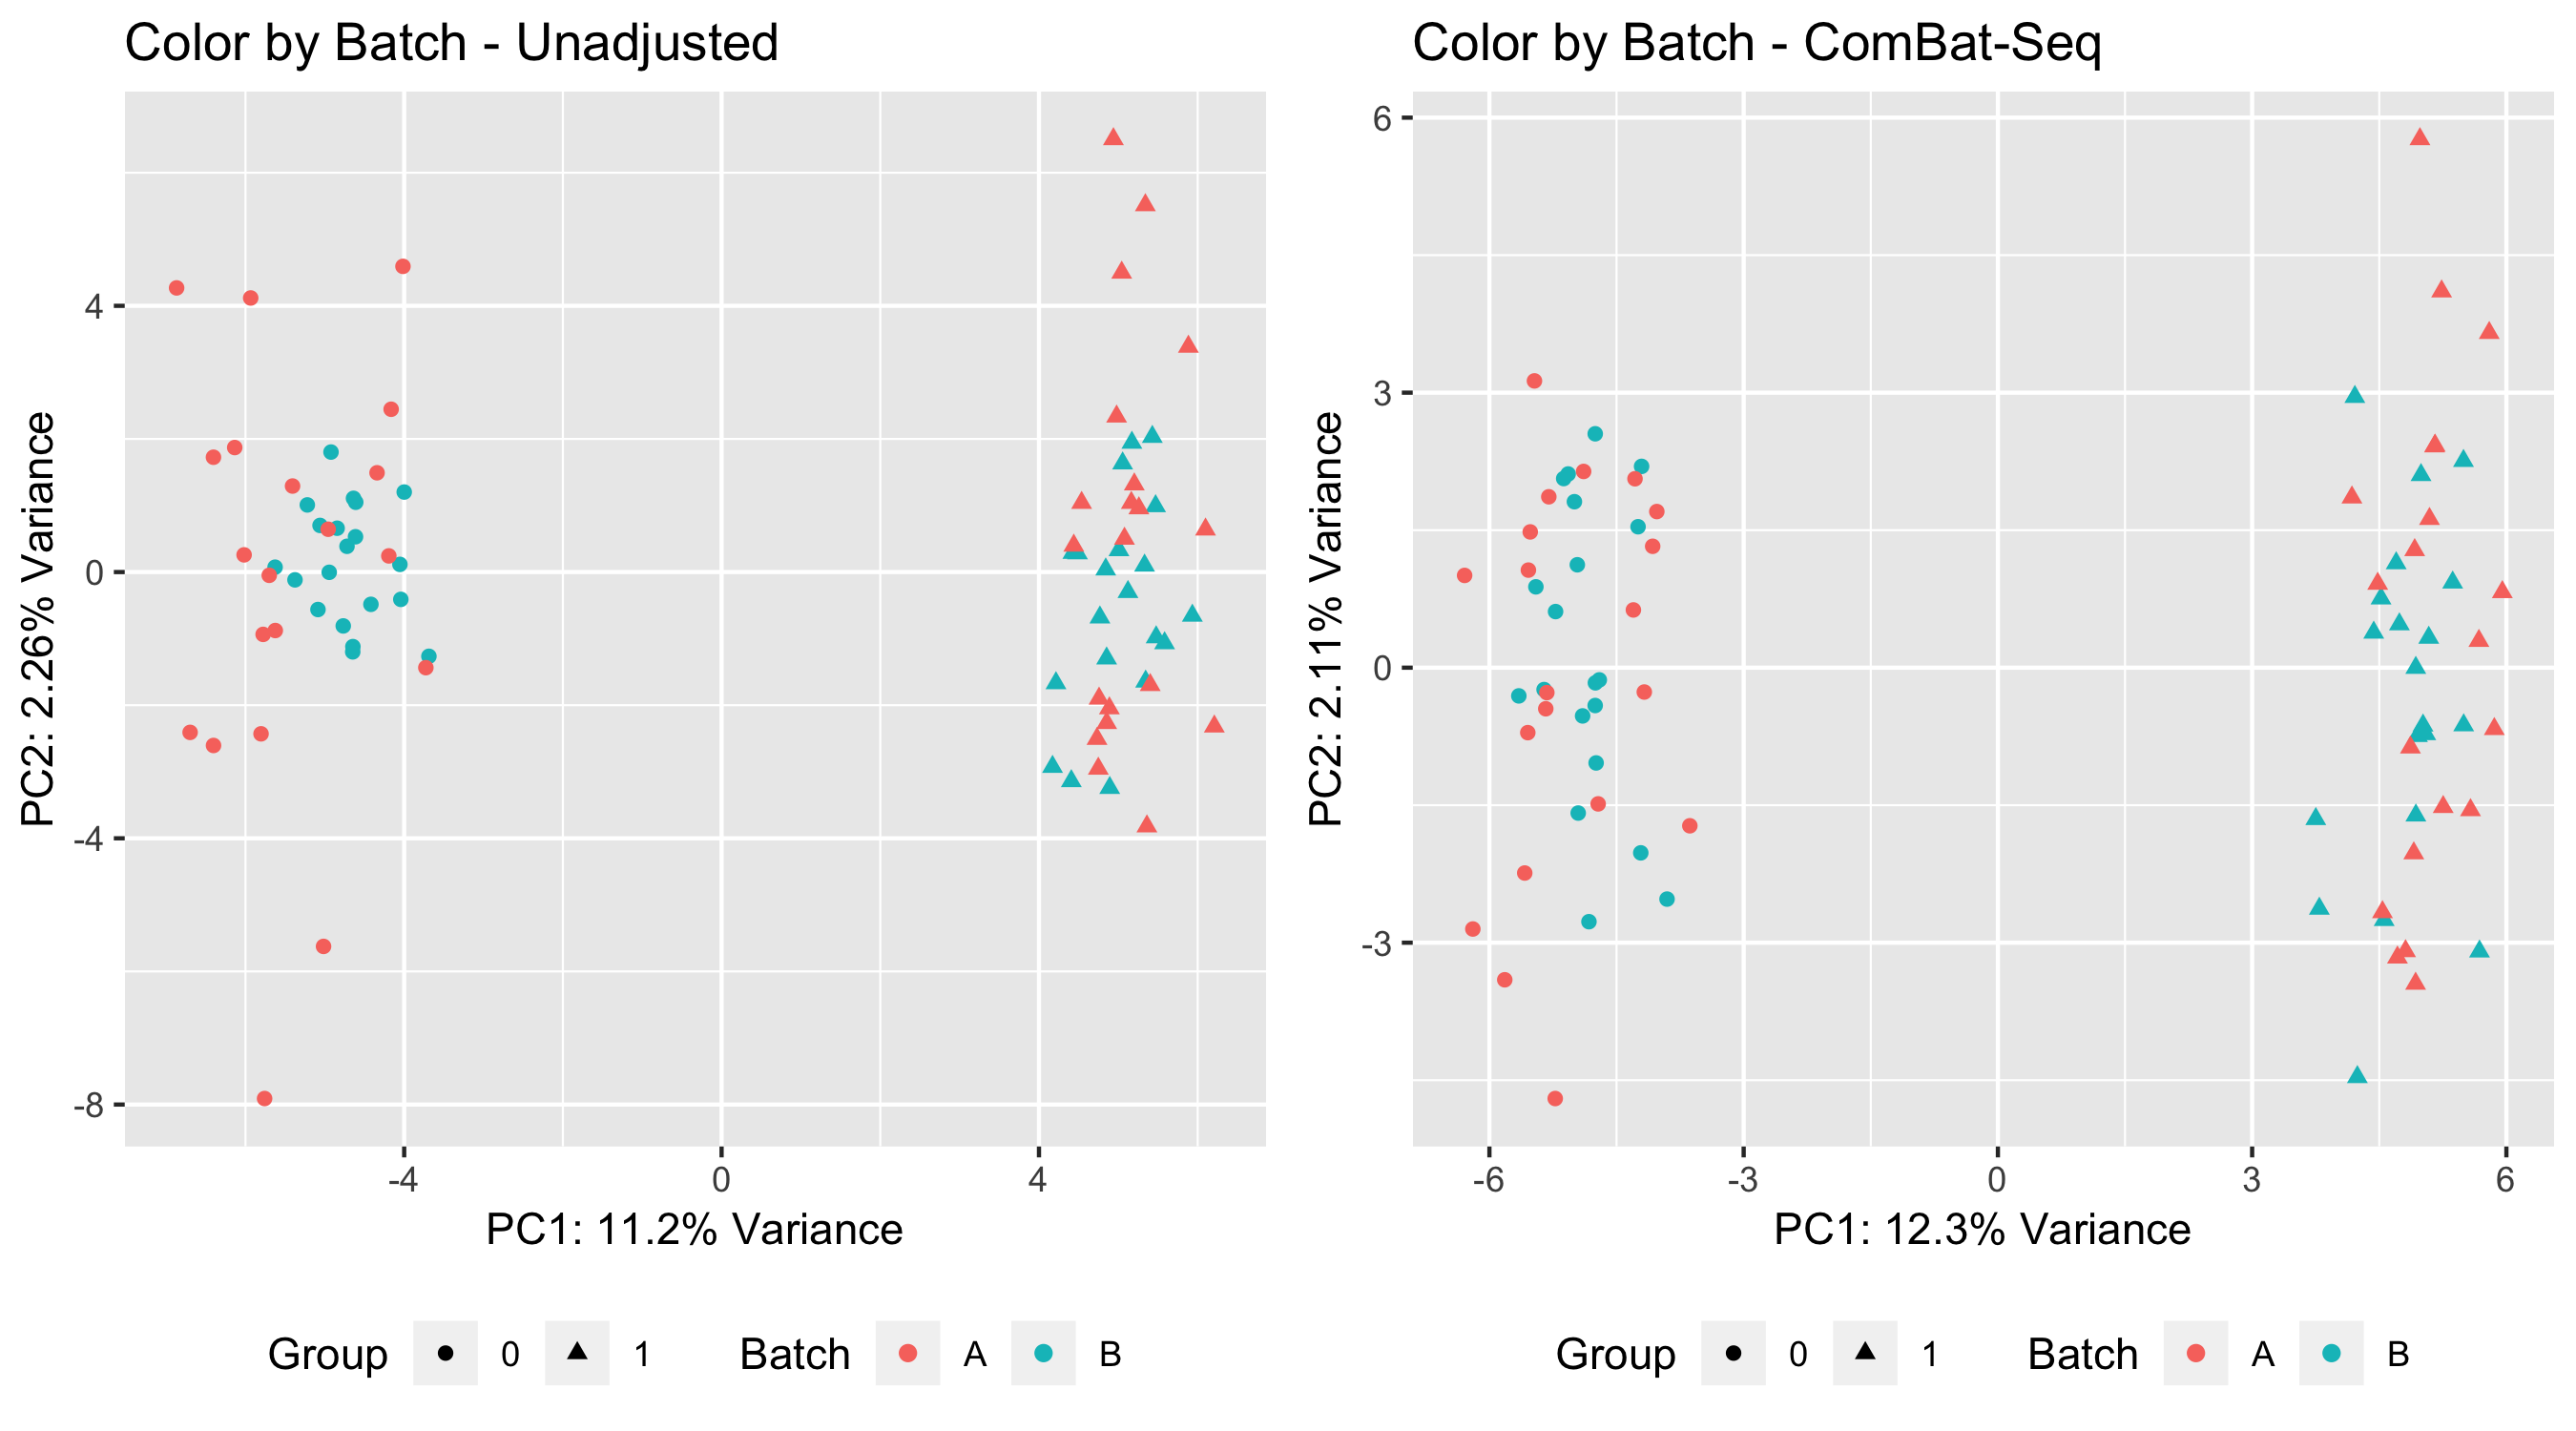 Color by Batch - Unadjusted
PC2: 2.26% Variance
4
0
-4
-8
-4 0 4
PC1: 11.2% Variance
Group 0 1 Batch A B
Color by Batch - ComBat-Seq
PC2: 2.11% Variance
6
3
0
-3
-6 -3 0 3 6
PC1: 12.3% Variance
Group 0 1 Batch A B